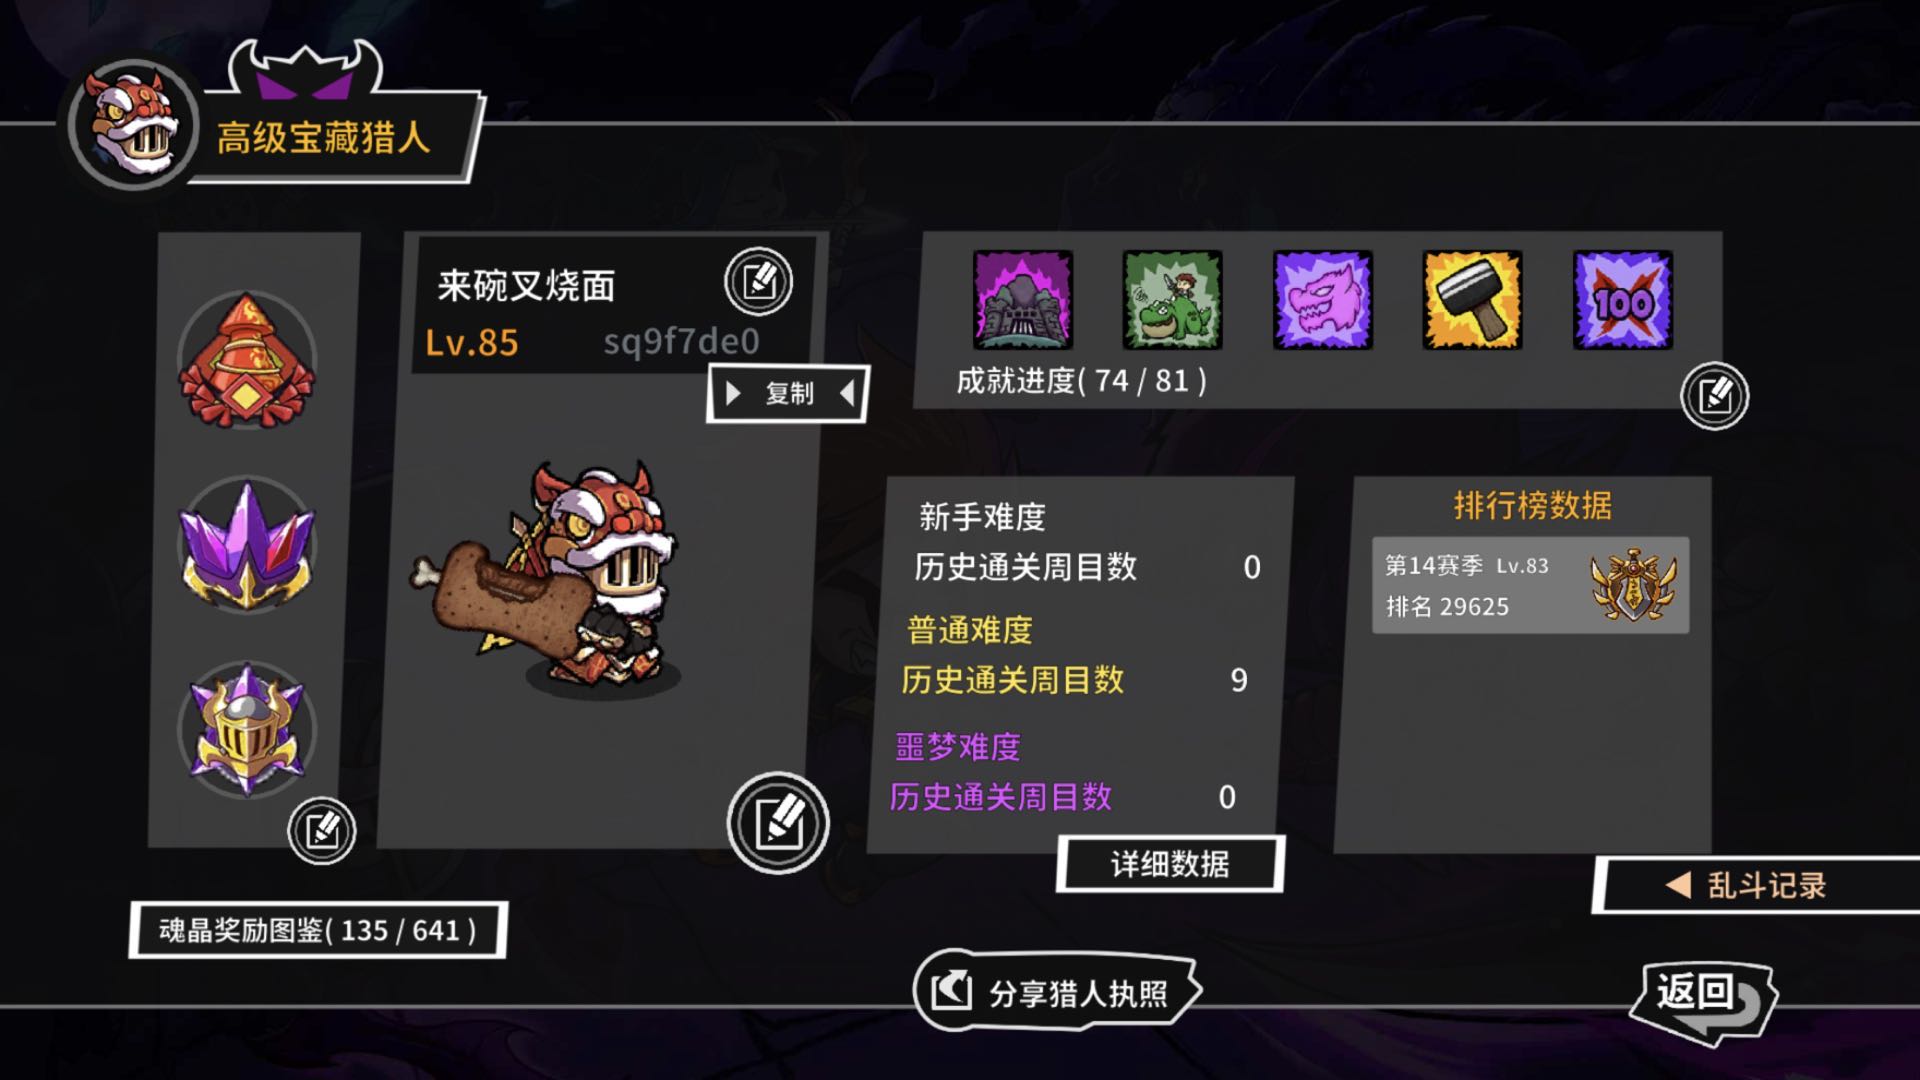 高级宝藏猎人
来碗叉烧面
Lv.85 sq9f7de0
复制
100
成就进度( 74 / 81 )
新手难度
历史通关周目数 0
普通难度
历史通关周目数 9
噩梦难度
历史通关周目数 0
详细数据
排行榜数据
第14赛季 Lv.83
排名 29625
乱斗记录
魂晶奖励图鉴( 135 / 641 )
分享猎人执照
返回